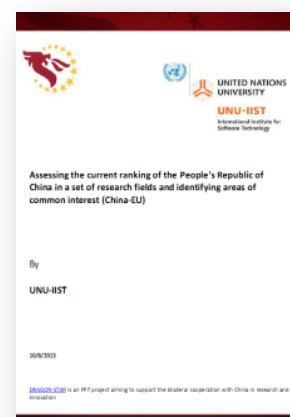 UNITED NATIONS
UNIVERSITY
UNU-IIST
International Institute for
Software Technology
Assessing the current ranking of the People's Republic of
China in a set of research fields and identifying areas of
common interest (China-EU)
By
UNU-IIST
DRAGON-STAR is an FP7 project aiming to support the bilateral cooperation with China in research and
innovation